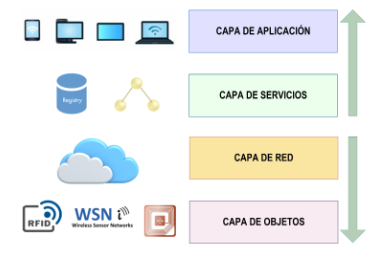 CAPA DE APLICACIÓN
Registry
CAPA DE SERVICIOS
CAPA DE RED
RFID
WSN
Wireless Sensor Networks
CAPA DE OBJETOS